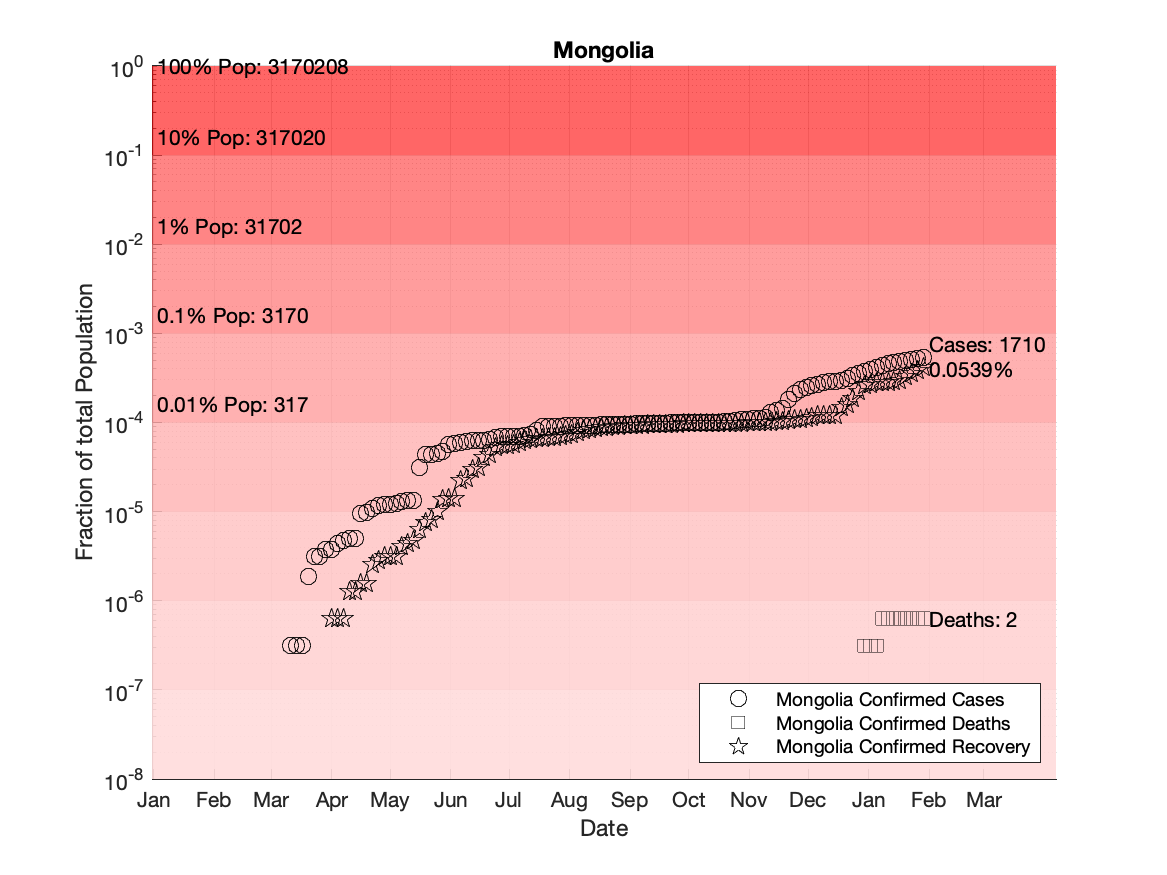 Mongolia
10^0
100% Pop: 3170208
10% Pop: 317020
10^-1
1% Pop: 31702
10^-2
0.1% Pop: 3170
10^-3
Cases: 1710
0.0539%
0.01% Pop: 317
10^-4
10^-5
10^-6
Deaths: 2
10^-7
10^-8
Fraction of total Population
Mongolia Confirmed Cases
Mongolia Confirmed Deaths
Mongolia Confirmed Recovery
Jan Feb Mar Apr May Jun Jul Aug Sep Oct Nov Dec Jan Feb Mar
Date